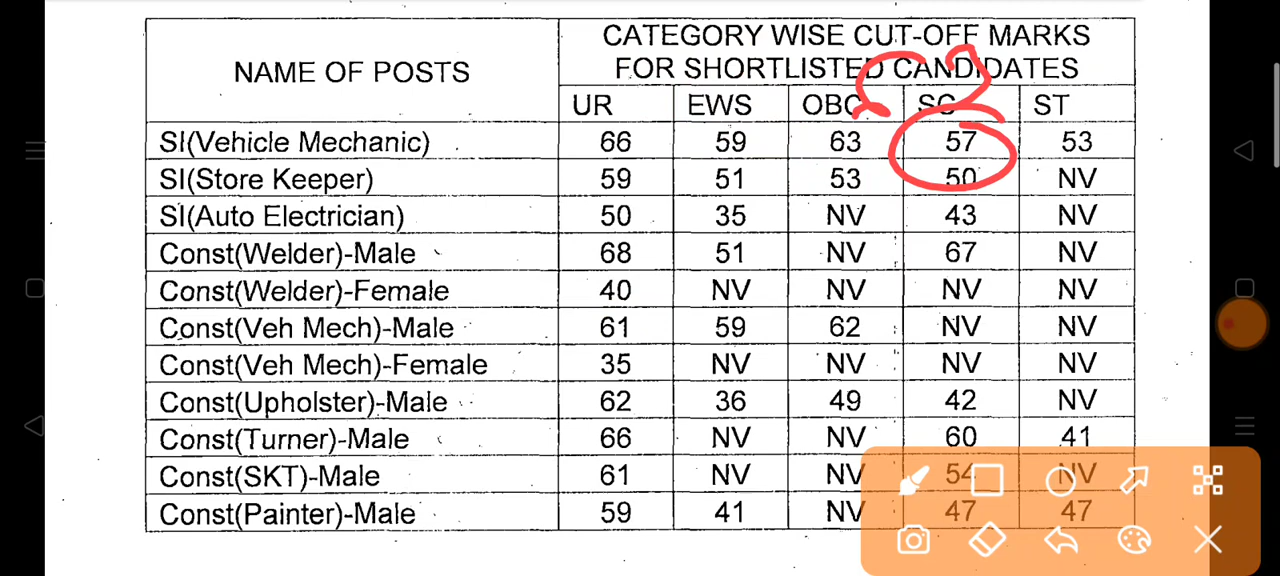 CATEGORY WISE CUT-OFF MARKS
NAME OF POSTS FOR SHORTLISTED CANDIDATES
UR EWS OBC SC ST
SI(Vehicle Mechanic) 66 59 63 57 53
SI(Store Keeper) 59 51 53 50 NV
SI(Auto Electrician) 50 35 NV 43 NV
Const(Welder)-Male 68 51 NV 67 NV
Const(Welder)-Female 40 NV NV NV NV
Const(Veh Mech)-Male 61 59 62 NV NV
Const(Veh Mech)-Female 35 NV NV NV NV
Const(Upholster)-Male 62 36 49 42 NV
Const(Turner)-Male 66 NV NV 60 41
Const(SKT)-Male 61 NV NV 54 NV
Const(Painter)-Male 59 41 NV 47 47